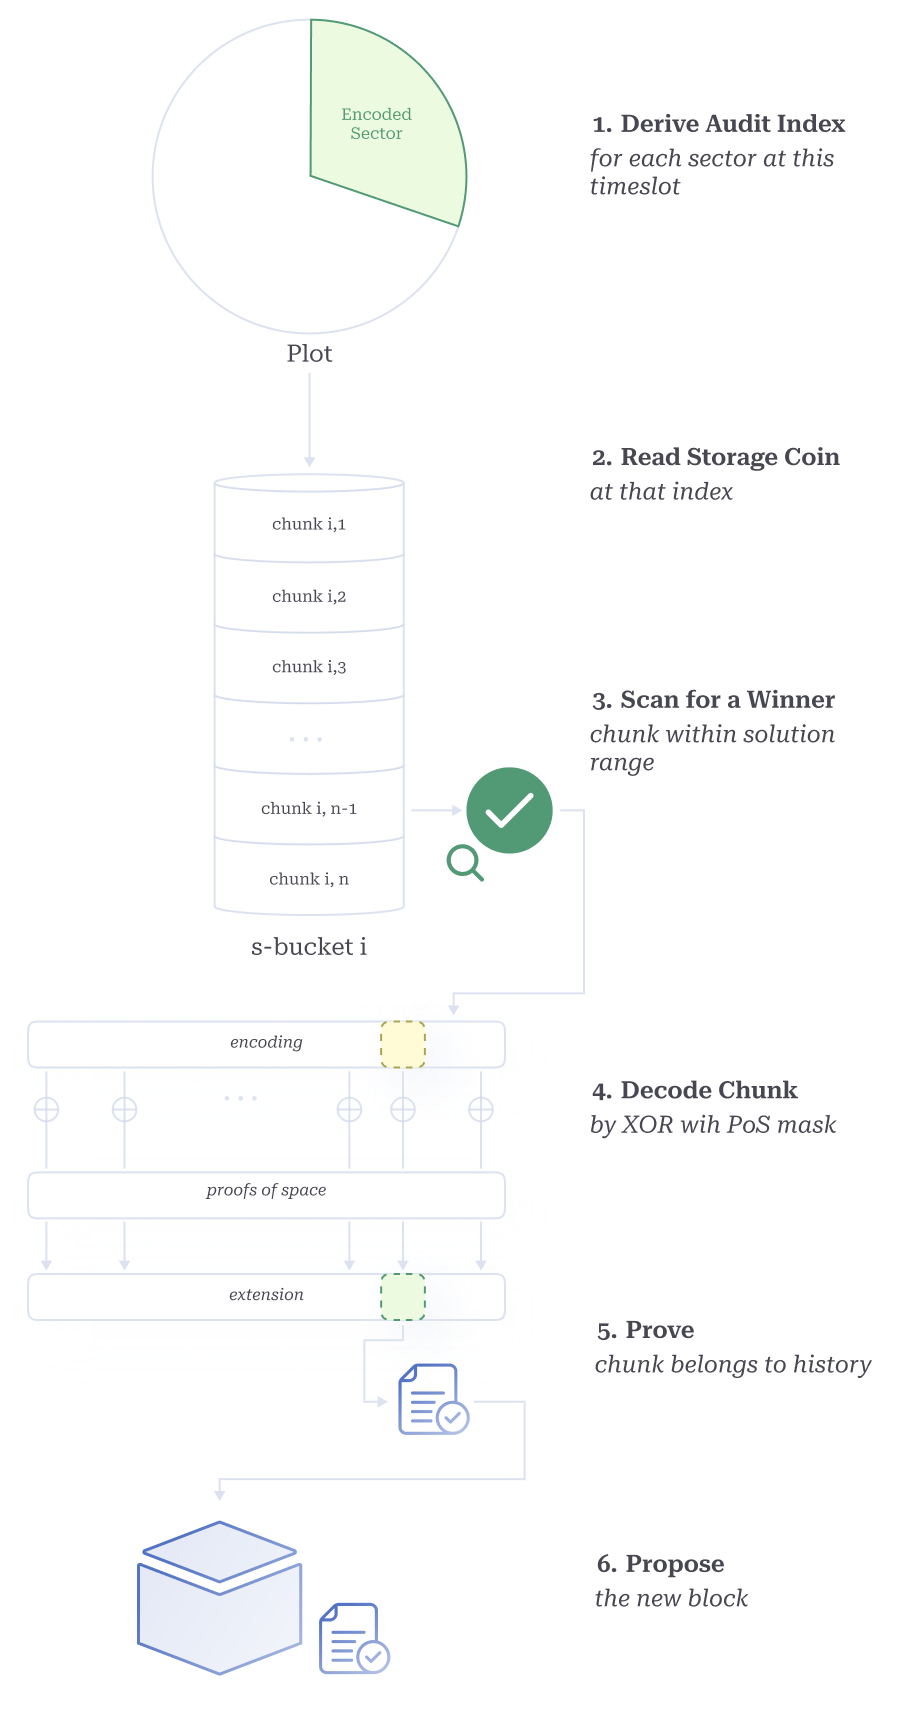 Encoded
Sector
1. Derive Audit Index
for each sector at this
timeslot
Plot
2. Read Storage Coin
at that index
chunk i,1
chunk i,2
chunk i,3
...
chunk i, n-1
chunk i, n
s-bucket i
3. Scan for a Winner
chunk within solution
range
encoding
...
4. Decode Chunk
by XOR wih PoS mask
proofs of space
extension
5. Prove
chunk belongs to history
6. Propose
the new block